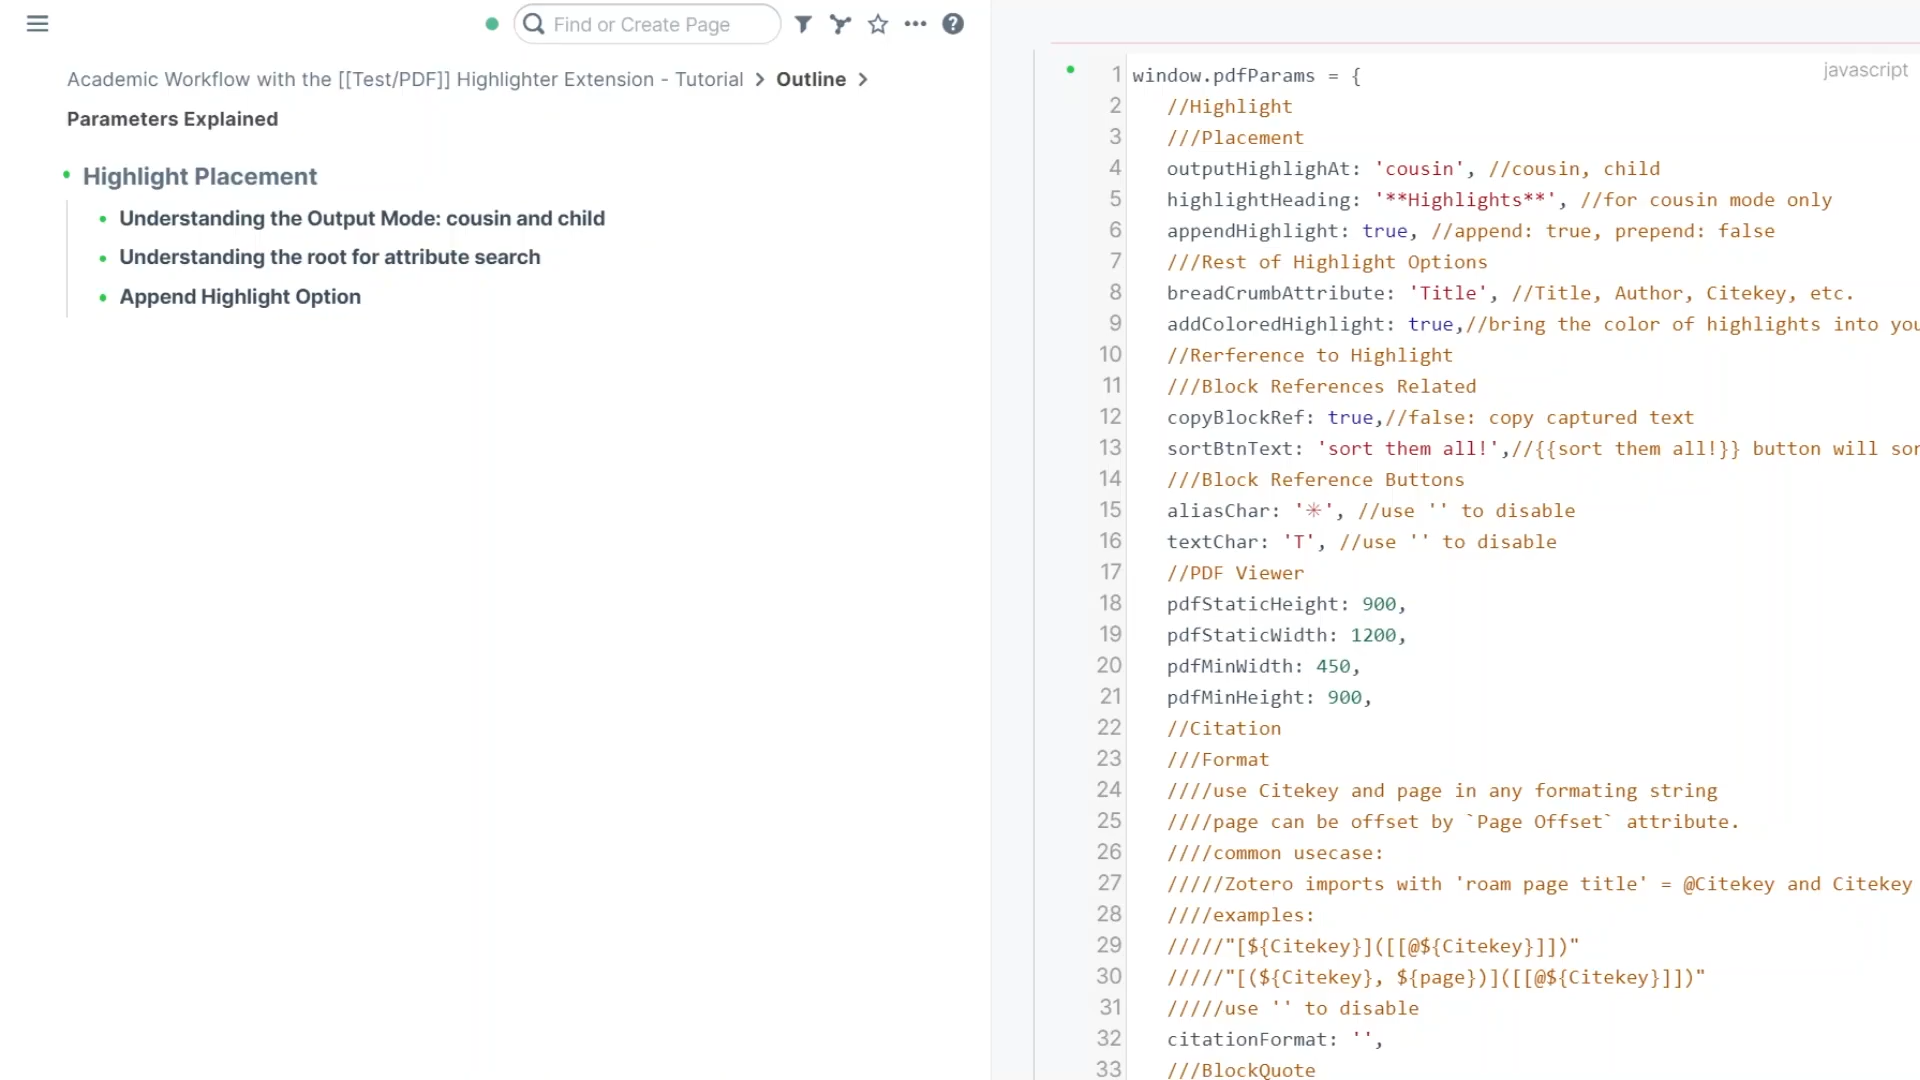 Find or Create Page
Academic Workflow with the [[Test/PDF]] Highlighter Extension - Tutorial > Outline >
Parameters Explained
Highlight Placement
Understanding the Output Mode: cousin and child
Understanding the root for attribute search
Append Highlight Option
javascript
1 window.pdfParams = {
2 //Highlight
3 ///Placement
4 outputHighlighAt: 'cousin', //cousin, child
5 highlightHeading: '**Highlights**', //for cousin mode only
6 appendHighlight: true, //append: true, prepend: false
7 ///Rest of Highlight Options
8 breadCrumbAttribute: 'Title', //Title, Author, Citekey, etc.
9 addColoredHighlight: true,//bring the color of highlights into you
10 //Rerference to Highlight
11 ///Block References Related
12 copyBlockRef: true,//false: copy captured text
13 sortBtnText: 'sort them all!',//{{sort them all!}} button will sor
14 ///Block Reference Buttons
15 aliasChar: '✳', //use '' to disable
16 textChar: 'T', //use '' to disable
17 //PDF Viewer
18 pdfStaticHeight: 900,
19 pdfStaticWidth: 1200,
20 pdfMinWidth: 450,
21 pdfMinHeight: 900,
22 //Citation
23 ///Format
24 ////use Citekey and page in any formating string
25 ////page can be offset by `Page Offset` attribute.
26 ////common usecase:
27 /////Zotero imports with 'roam page title' = @Citekey and Citekey
28 ////examples:
29 /////"[${Citekey}]([[@${Citekey}]])"
30 /////"[(${Citekey}, ${page})]([[@${Citekey}]])"
31 /////use '' to disable
32 citationFormat: '',
33 ///BlockQuote